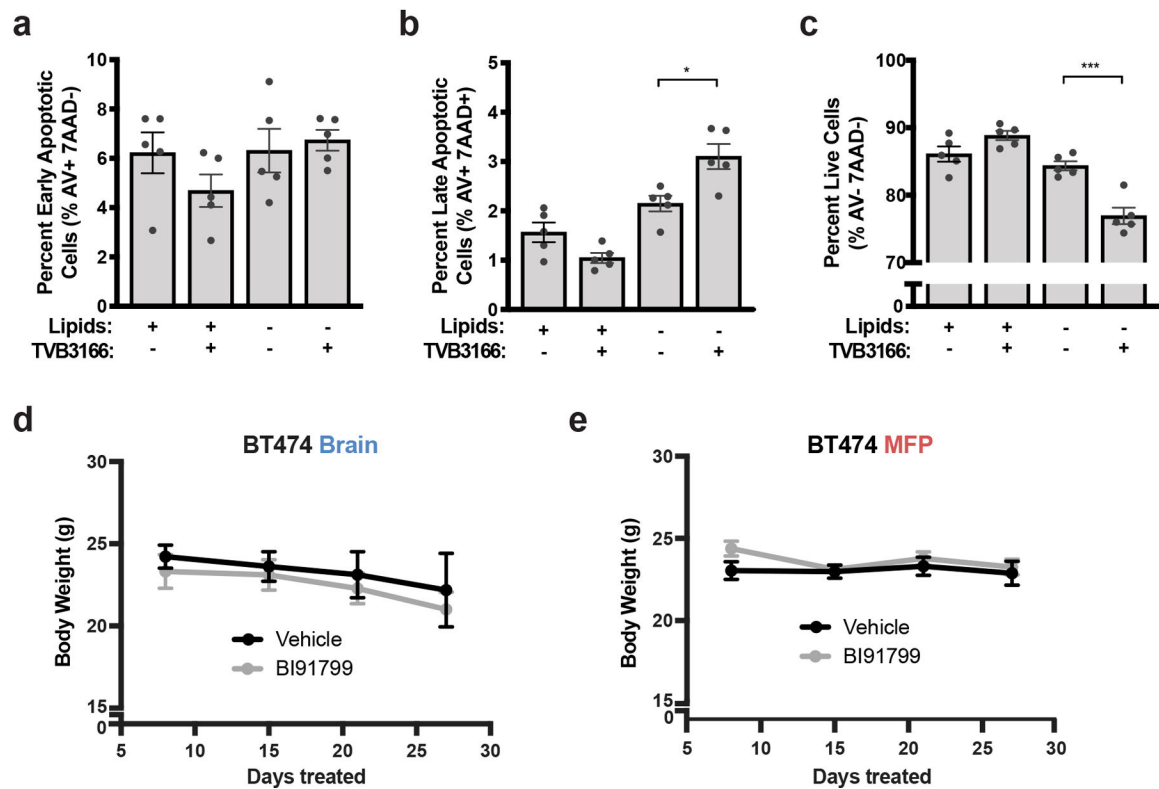 a
Percent Early Apoptotic
Cells (% AV+ 7AAD-)
10
8
6
4
2
0
Lipids: + + - -
TVB3166: - + - +
b
Percent Late Apoptotic
Cells (% AV+ 7AAD+)
5
4
3
2
1
0
*
Lipids: + + - -
TVB3166: - + - +
c
Percent Live Cells
(% AV- 7AAD-)
100
90
80
70
0
***
Lipids: + + - -
TVB3166: - + - +
d
BT474 Brain
Body Weight (g)
30
25
20
15
0
Vehicle
BI91799
5 10 15 20 25 30
Days treated
e
BT474 MFP
Body Weight (g)
30
25
20
15
0
Vehicle
BI91799
5 10 15 20 25 30
Days treated